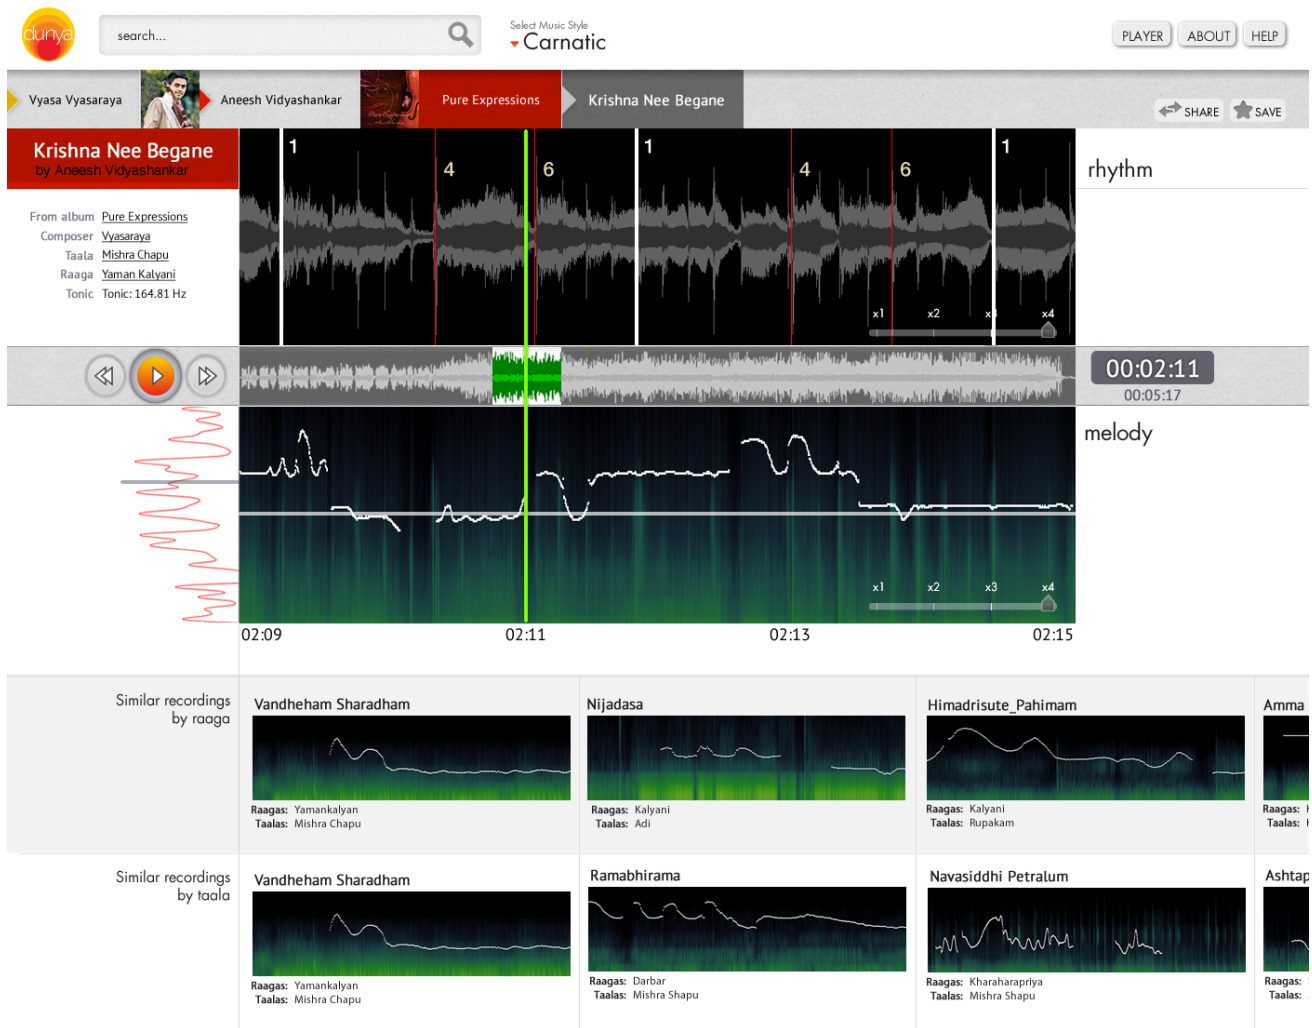 dunya
search...
Select Music Style
Carnatic
PLAYER
ABOUT
HELP
Vyasa Vyasaraya
Aneesh Vidyashankar
Pure Expressions
Krishna Nee Begane
SHARE
SAVE
Krishna Nee Begane
by Aneesh Vidyashankar
From album Pure Expressions
Composer Vyasaraya
Taala Mishra Chapu
Raaga Yaman Kalyani
Tonic Tonic: 164.81 Hz
1
4
6
1
4
6
1
x1 x2 x3 x4
rhythm
00:02:11
00:05:17
melody
x1 x2 x3 x4
02:09 02:11 02:13 02:15
Similar recordings
by raaga
Vandheham Sharadham
Raagas: Yamankalyan
Taalas: Mishra Chapu
Nijadasa
Raagas: Kalyani
Taalas: Adi
Himadrisute_Pahimam
Raagas: Kalyani
Taalas: Rupakam
Amma
Raagas:
Taalas:
Similar recordings
by taala
Vandheham Sharadham
Raagas: Yamankalyan
Taalas: Mishra Chapu
Ramabhirama
Raagas: Darbar
Taalas: Mishra Shapu
Navasiddhi Petralum
Raagas: Kharaharapriya
Taalas: Mishra Shapu
Ashtap
Raagas:
Taalas: